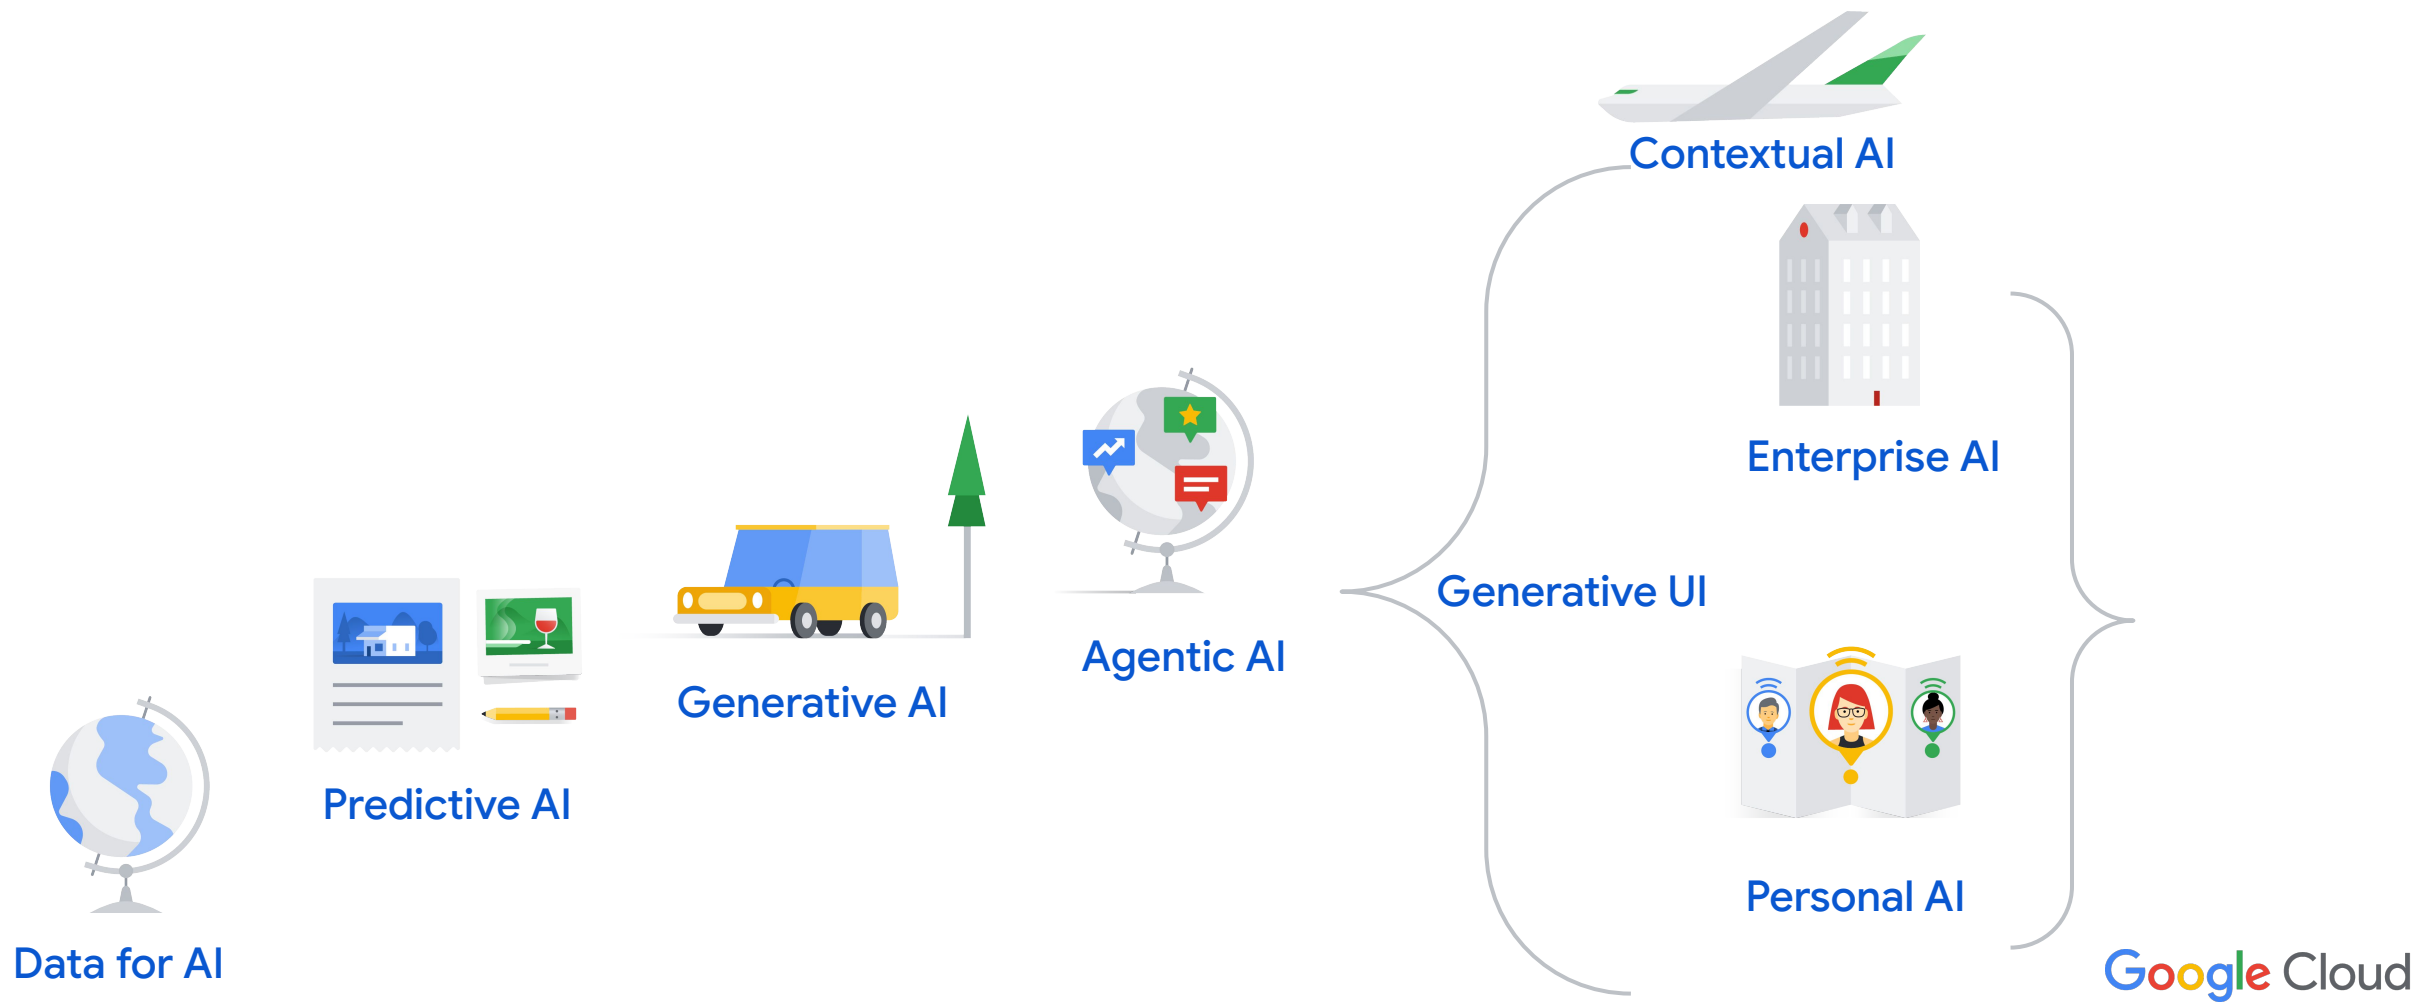 Contextual AI
Enterprise AI
Generative UI
Agentic AI
Generative AI
Predictive AI
Personal AI
Data for AI
Google Cloud